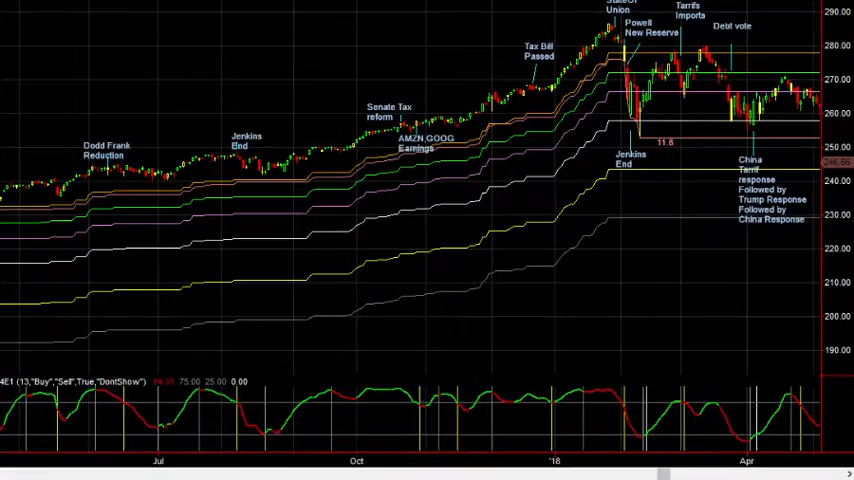 StateOf
Union
Tarrifs
Imports
Powell
New Reserve
Debt vote
Tax Bill
Passed
Senate Tax
reform
AMZN GOOG
Earnings
Dodd Frank
Reduction
Jenkins
End
11.8
Jenkins
End
China
Tarrif
response
Followed by
Trump Response
Followed by
China Response
290.00
280.00
270.00
260.00
250.00
240.00
230.00
220.00
210.00
200.00
190.00
4E1 (13,"Buy","Sell",True,"DontShow") 75.00 25.00 0.00
Jul Oct '18 Apr